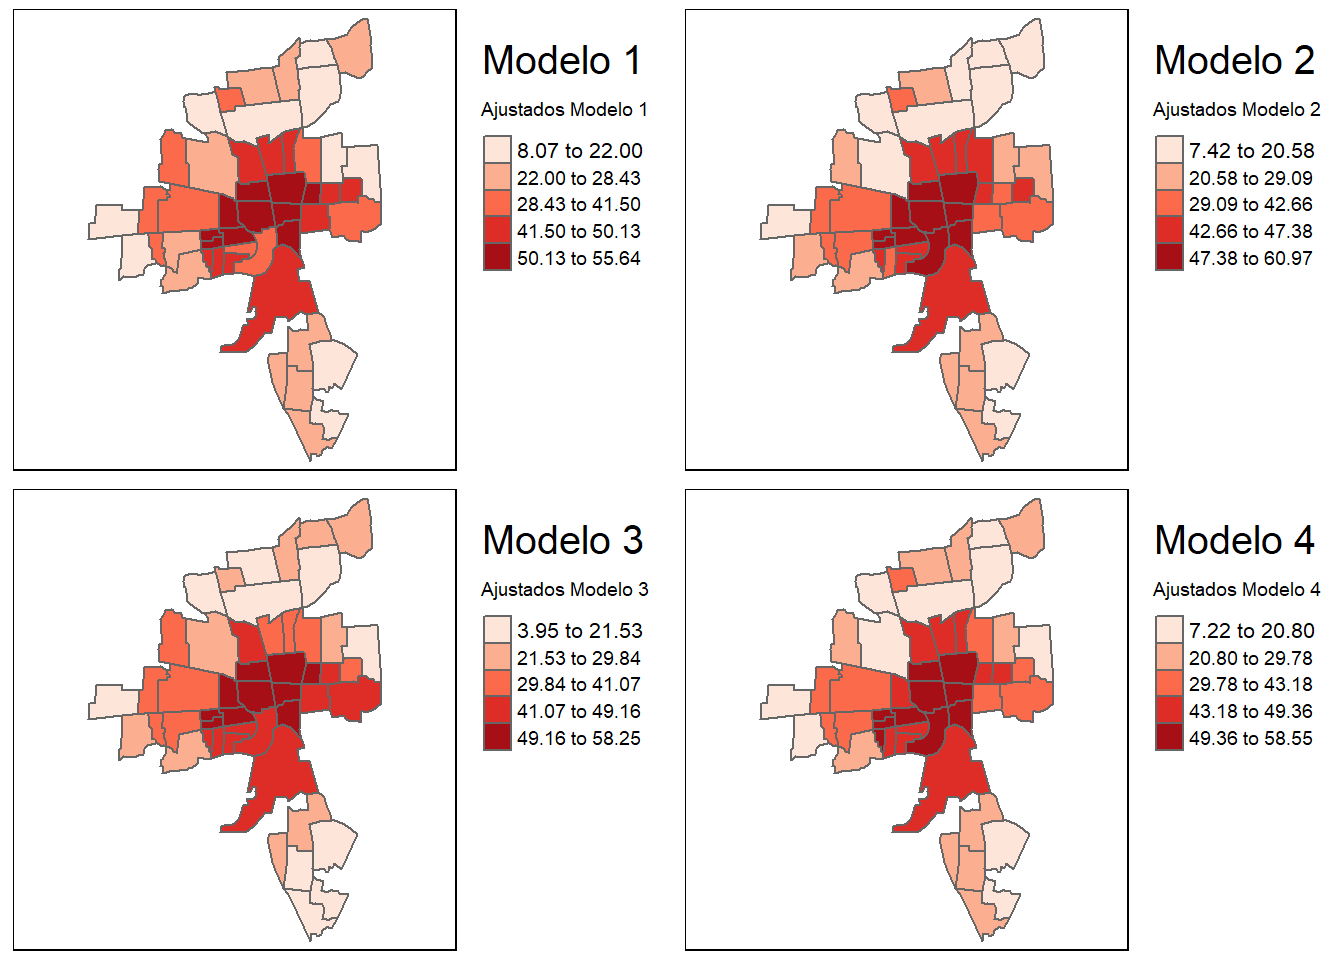 Modelo 1
Ajustados Modelo 1
8.07 to 22.00
22.00 to 28.43
28.43 to 41.50
41.50 to 50.13
50.13 to 55.64
Modelo 2
Ajustados Modelo 2
7.42 to 20.58
20.58 to 29.09
29.09 to 42.66
42.66 to 47.38
47.38 to 60.97
Modelo 3
Ajustados Modelo 3
3.95 to 21.53
21.53 to 29.84
29.84 to 41.07
41.07 to 49.16
49.16 to 58.25
Modelo 4
Ajustados Modelo 4
7.22 to 20.80
20.80 to 29.78
29.78 to 43.18
43.18 to 49.36
49.36 to 58.55